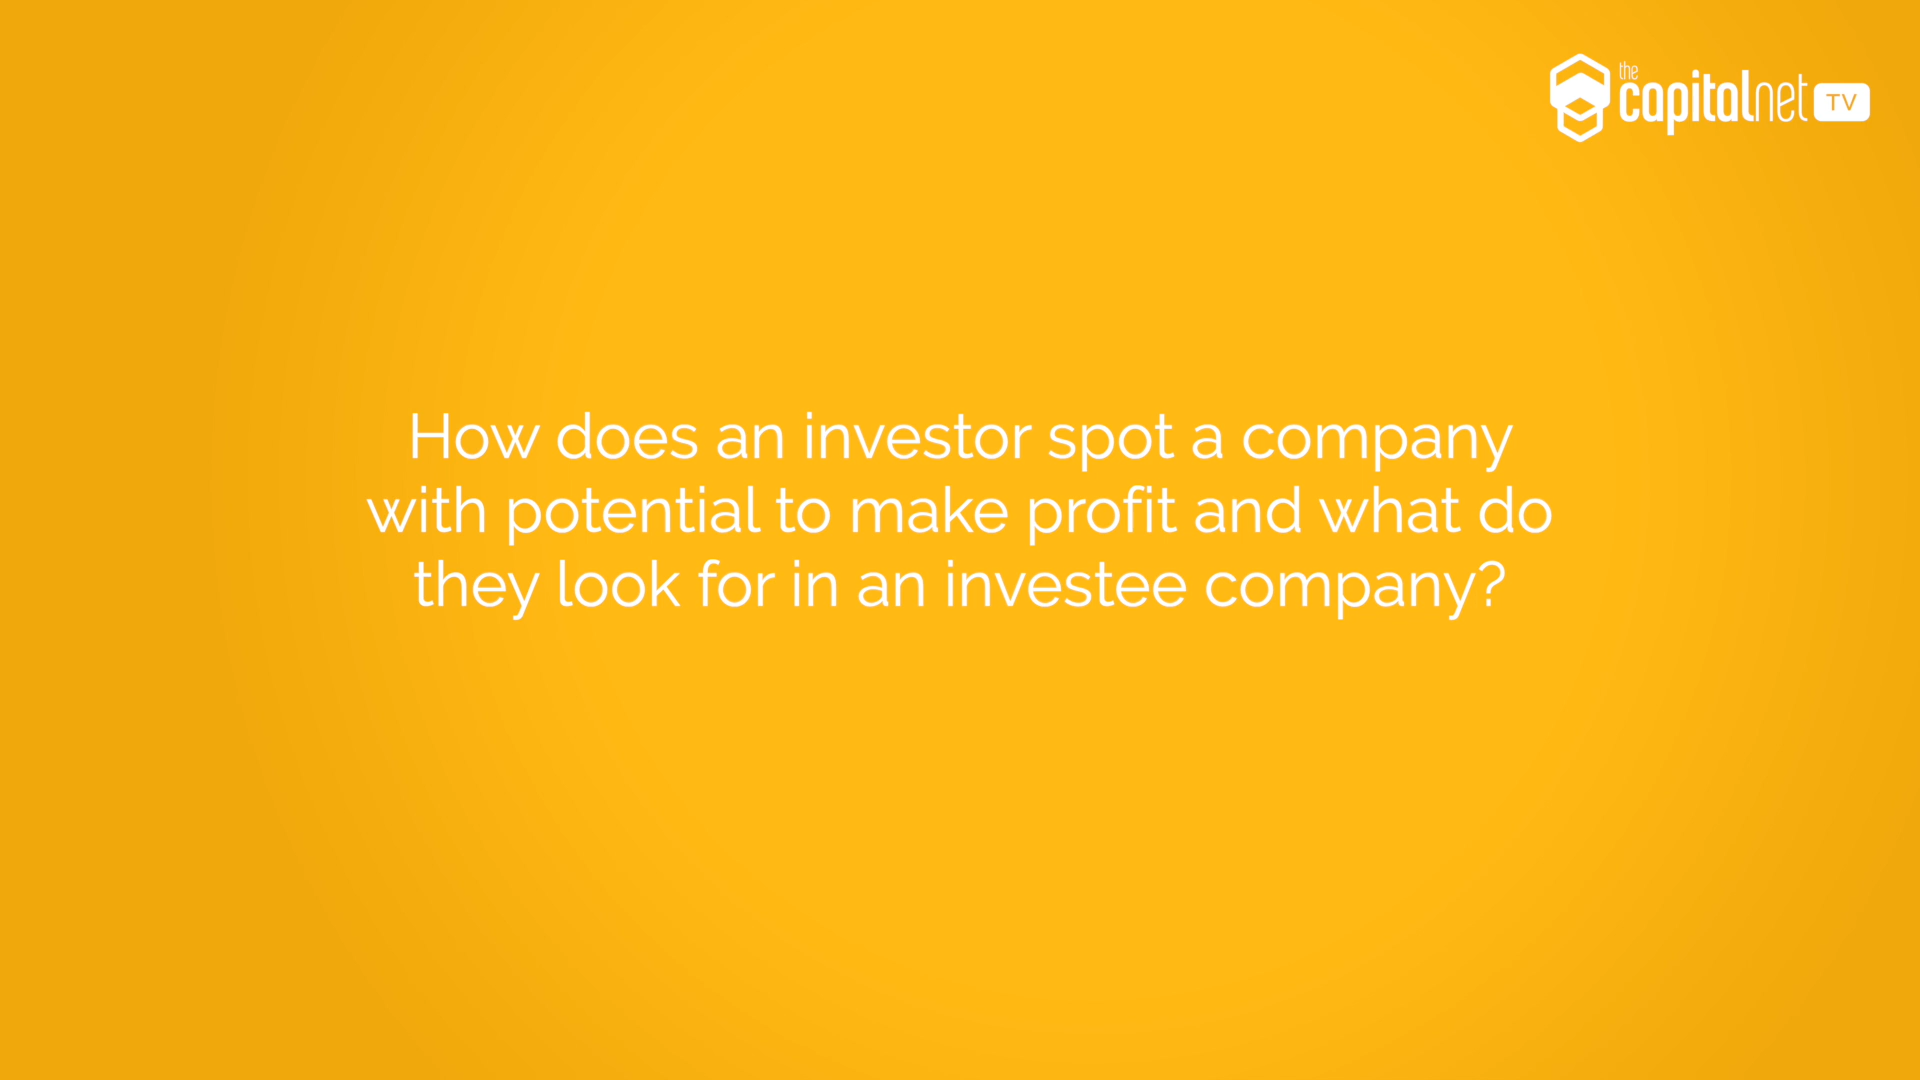 the
capitalnet TV
How does an investor spot a company
with potential to make profit and what do
they look for in an investee company?